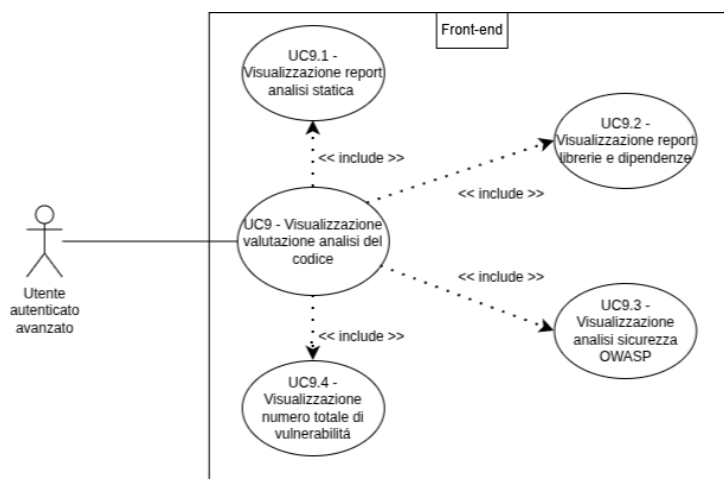 Front-end
UC9.1 -
Visualizzazione report
analisi statica
UC9.2 -
Visualizzazione report
librerie e dipendenze
<< include >>
<< include >>
UC9 - Visualizzazione
valutazione analisi del
codice
Utente
autenticato
avanzato
<< include >>
UC9.3 -
Visualizzazione
analisi sicurezza
OWASP
<< include >>
UC9.4 -
Visualizzazione
numero totale di
vulnerabilitá